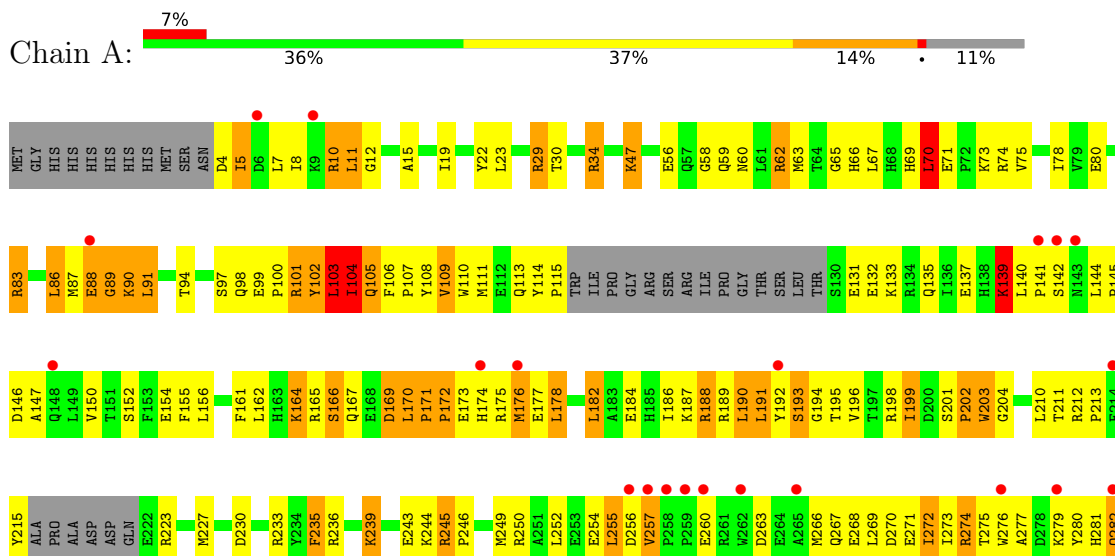 7%
Chain A:
36% 37% 14% • 11%
MET GLY HIS HIS HIS HIS HIS HIS MET SER ASN D4 I5 D6 L7 I8 K9 R10 L11 G12 A15 I19 Y22 L23 R29 T30 R34 K47 E56 Q57 G58 Q59 N60 L61 R62 M63 T64 G65 H66 L67 H68 H69 L70 E71 P72 K73 R74 V75 I78 V79 E80
R83 L86 M87 E88 G89 K90 L91 T94 S97 Q98 E99 P100 R101 Y102 L103 I104 Q105 F106 P107 Y108 V109 W110 M111 E112 Q113 Y114 P115 TRP ILE PRO GLY ARG SER ARG ILE PRO GLY THR SER LEU THR S130 E131 E132 K133 R134 Q135 I136 E137 H138 K139 L140 P141 S142 N143 L144
D146 A147 Q148 L149 V150 T151 S152 F153 E154 F155 L156 F161 L162 H163 K164 R165 S166 Q167 E168 D169 L170 P171 P172 E173 H174 R175 M176 E177 L178 L182 A183 E184 H185 I186 K187 R188 R189 L190 L191 Y192 S193 G194 T195 V196 T197 R198 I199 D200 S201 P202 W203 G204 L210 T211 R212 P213
Y215 ALA PRO ALA ASP ASP GLN E222 R223 M227 D230 R233 Y234 F235 R236 K239 E243 K244 R245 P246 M249 R250 A251 L252 E253 E254 L255 D256 V257 P258 P259 E260 R261 W262 D263 E264 A265 M266 Q267 E268 L269 D270 E271 I272 I273 R274 T275 W276 A277 D278 K279 Y280 H281